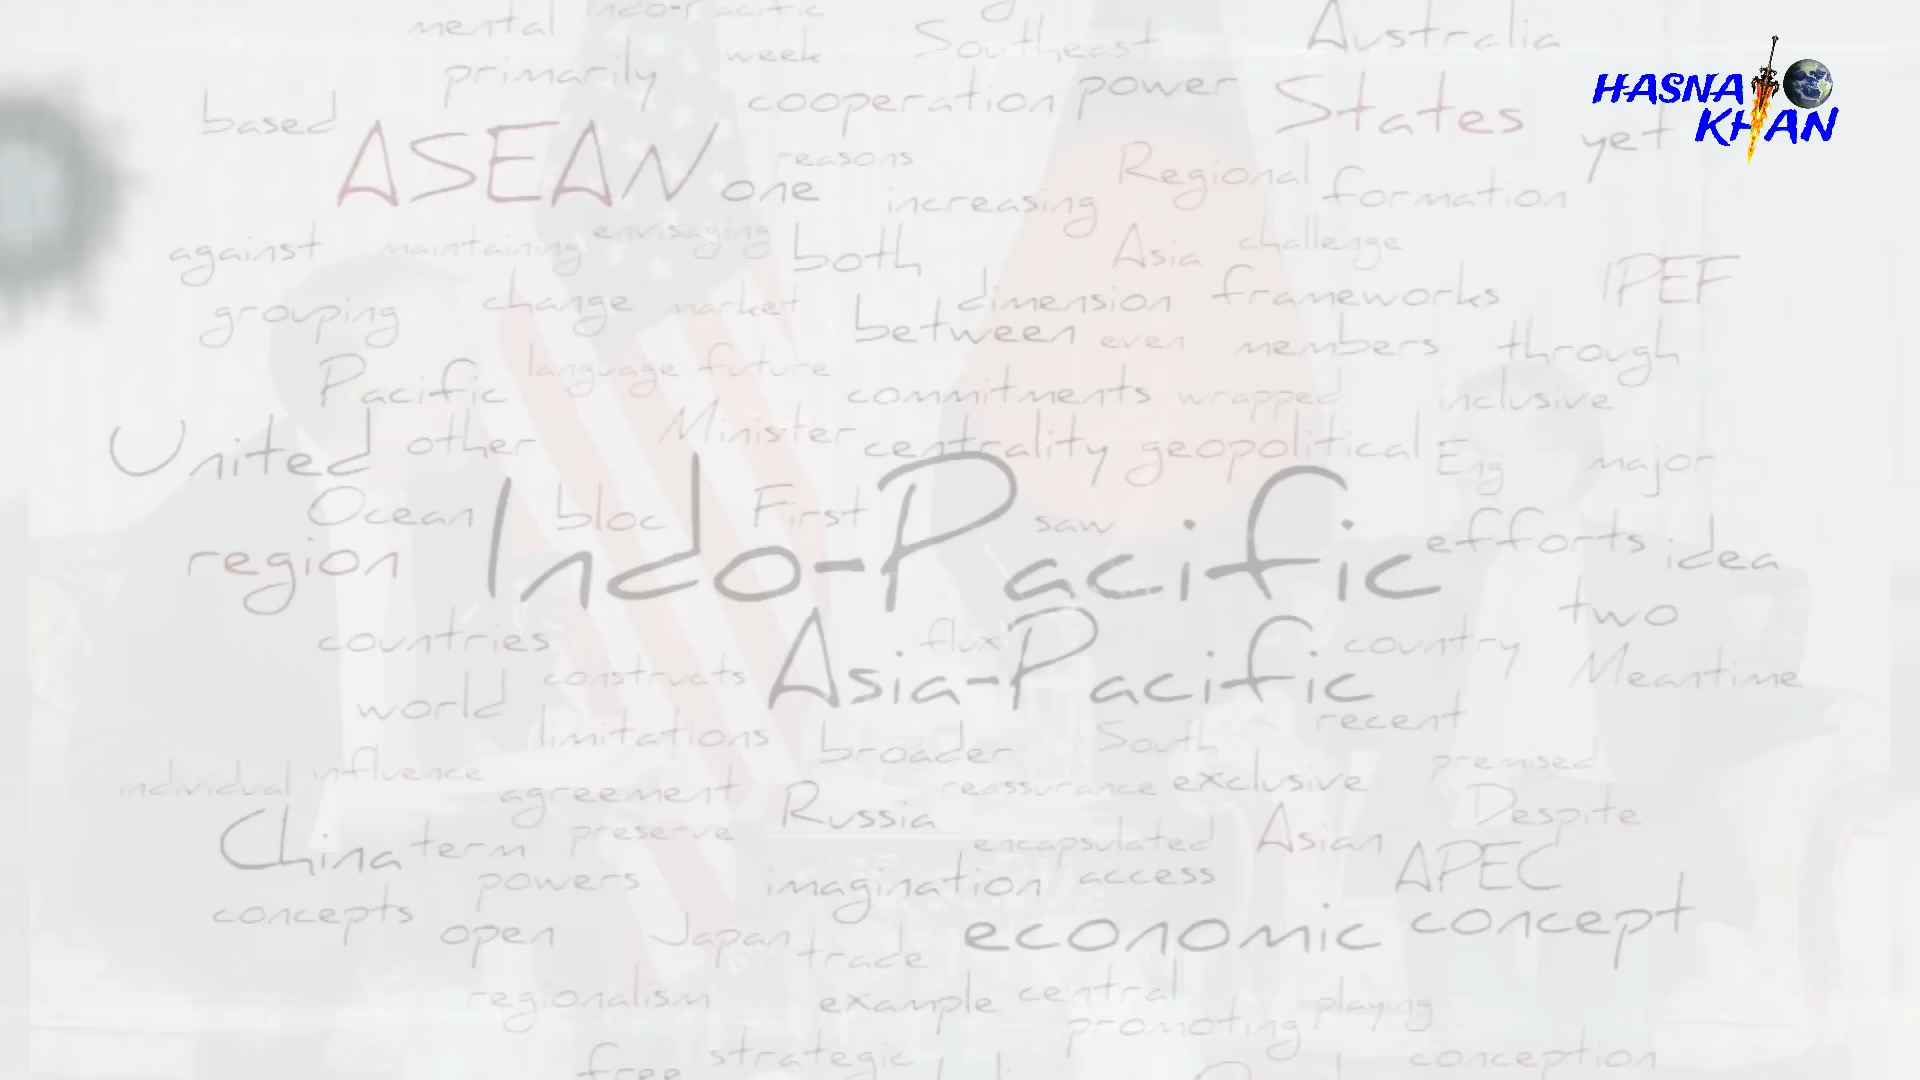 mental Indo-Pacific week Southeast Australia
primarily cooperation power States
based ASEAN one reasons increasing Regional formation yet
HASNA
KHAN
against maintaining envisaging both Asia challenge
grouping change market between dimension frameworks IPEF
even members through
Pacific language future commitments wrapped inclusive
United other Minister centrality geopolitical Eng major
Ocean bloc First saw
region Indo-Pacific efforts idea
countries flux country two
world constructs Asia-Pacific Meantime
limitations broader South recent
individual influence agreement reassurance exclusive premised
China term preserve Russia encapsulated Asian Despite
powers imagination access APEC
concepts open Japan trade economic concept
regionalism example central playing
promoting
free strategic conception